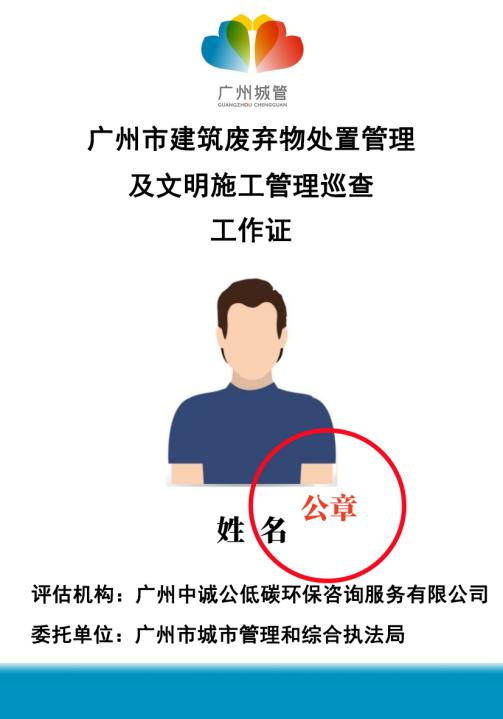 广州城管
GUANGZHOU CHENGGUAN
广州市建筑废弃物处置管理
及文明施工管理巡查
工作证
公章
姓 名
评估机构：广州中诚公低碳环保咨询服务有限公司
委托单位：广州市城市管理和综合执法局